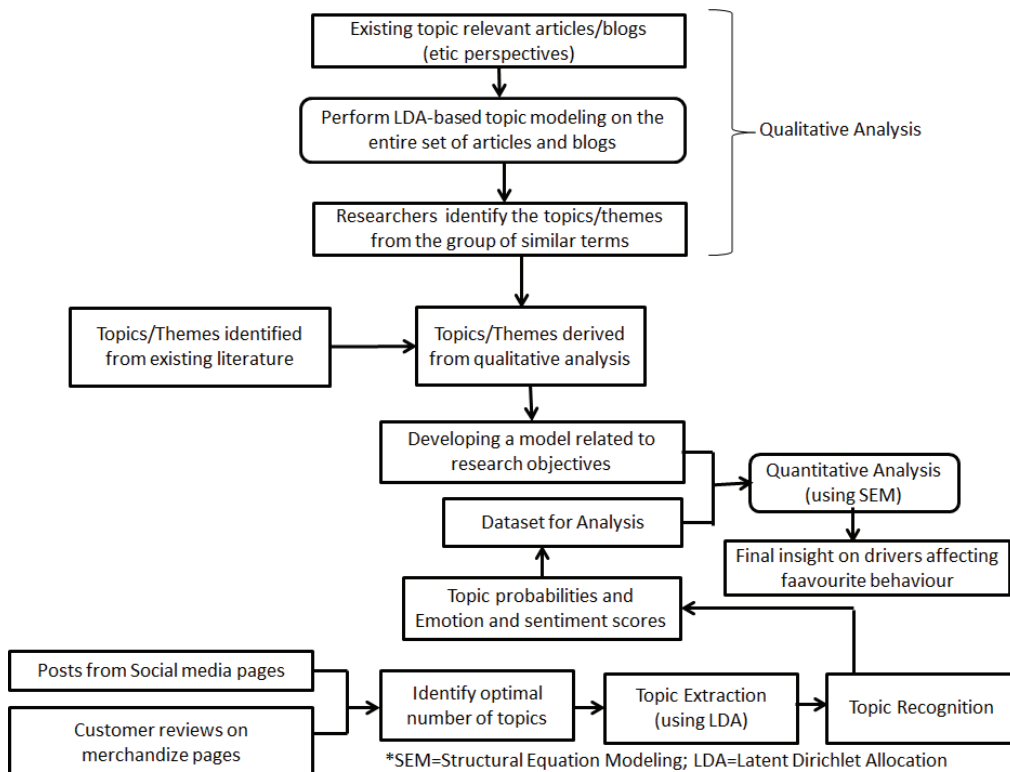 Existing topic relevant articles/blogs
(etic perspectives)
Perform LDA-based topic modeling on the
entire set of articles and blogs
Qualitative Analysis
Researchers identify the topics/themes
from the group of similar terms
Topics/Themes identified
from existing literature
Topics/Themes derived
from qualitative analysis
Developing a model related to
research objectives
Quantitative Analysis
(using SEM)
Dataset for Analysis
Final insight on drivers affecting
faavourite behaviour
Topic probabilities and
Emotion and sentiment scores
Posts from Social media pages
Customer reviews on
merchandize pages
Identify optimal
number of topics
Topic Extraction
(using LDA)
Topic Recognition
*SEM=Structural Equation Modeling; LDA=Latent Dirichlet Allocation